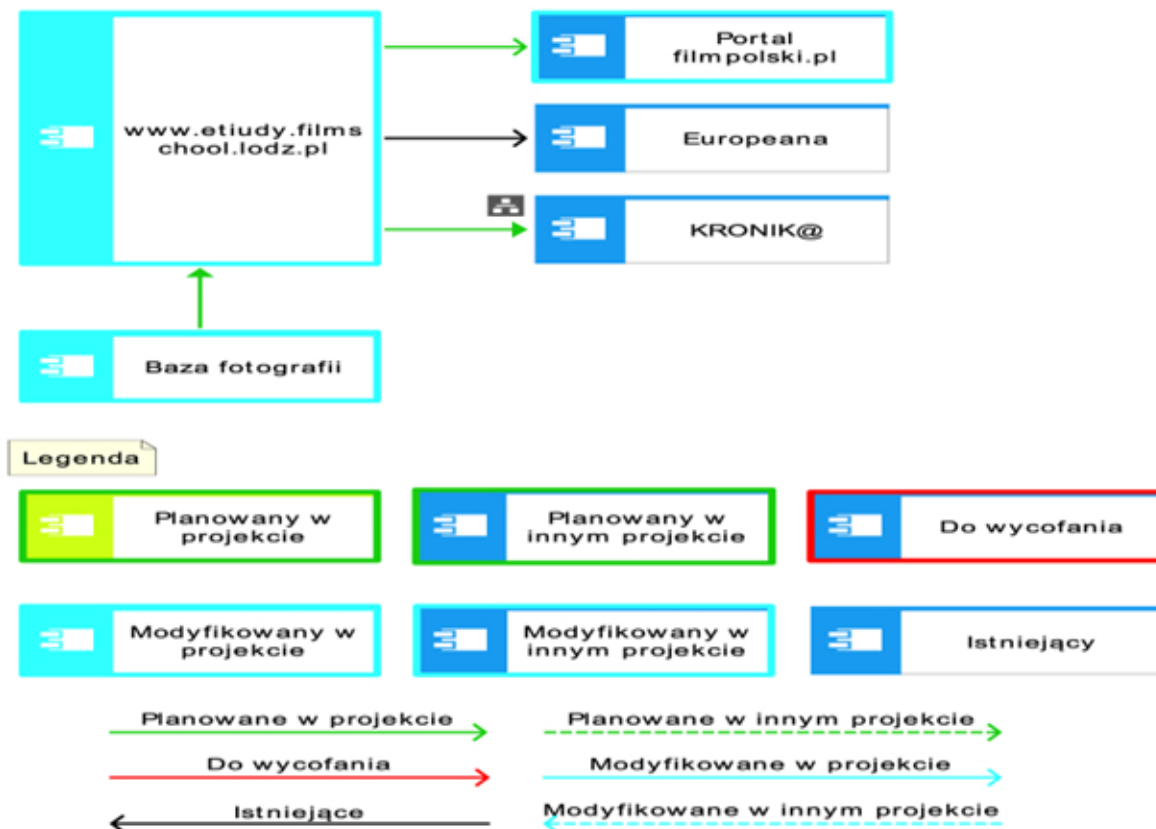 www.etiudy.films
chool.lodz.pl
Portal
filmpolski.pl
Europeana
KRONIK@
Baza fotografii
Legenda
Planowany w
projekcie
Planowany w
innym projekcie
Do wycofania
Modyfikowany w
projekcie
Modyfikowany w
innym projekcie
Istniejący
Planowane w projekcie
Planowane w innym projekcie
Do wycofania
Modyfikowane w projekcie
Istniejące
Modyfikowane w innym projekcie